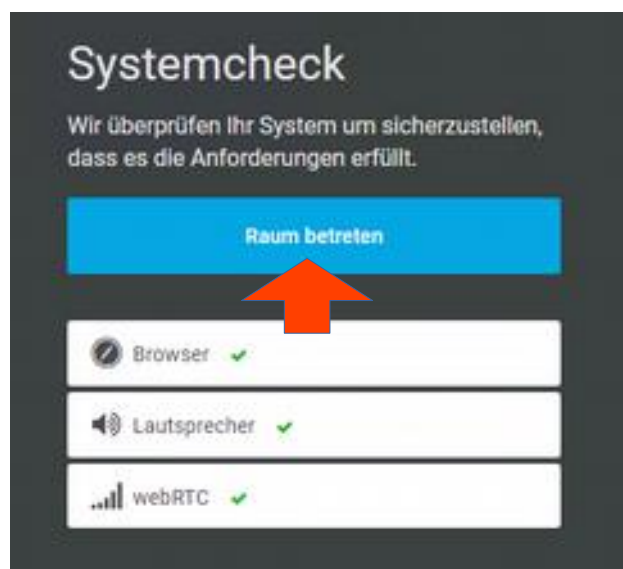 Systemcheck
Wir überprüfen Ihr System um sicherzustellen,
dass es die Anforderungen erfüllt.
Raum betreten
Browser
Lautsprecher
webRTC